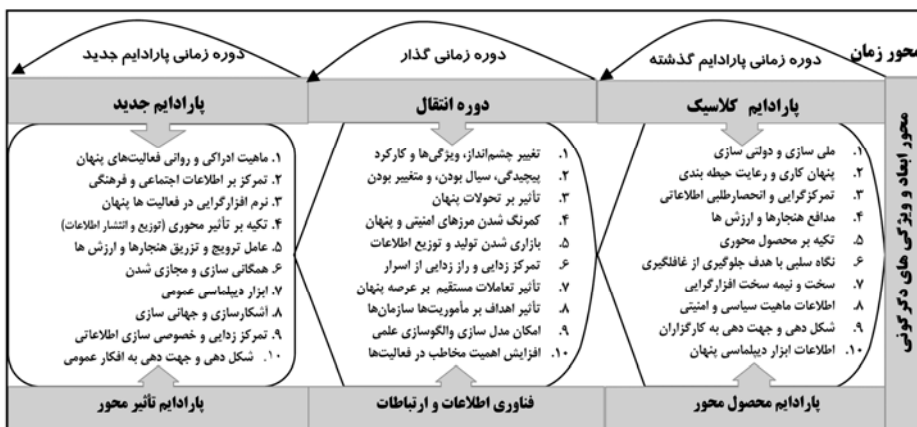 محور زمان
دوره زمانی پارادایم گذشته
دوره زمانی گذار
دوره زمانی پارادایم جدید
محور ابعاد و ویژگی های دگرگونی
پارادایم کلاسیک
۱. ملی سازی و دولتی سازی
۲. پنهان کاری و رعایت حیطه بندی
۳. تمرکزگرایی و انحصارطلبی اطلاعاتی
۴. مدافع هنجارها و ارزش ها
۵. تکیه بر محصول محوری
۶. نگاه سلبی با هدف جلوگیری از غافلگیری
۷. سخت و نیمه سخت افزارگرایی
۸. اطلاعات ماهیت سیاسی و امنیتی
۹. شکل دهی و جهت دهی به کارگزاران
۱۰. اطلاعات ابزار دیپلماسی پنهان
پارادایم محصول محور
دوره انتقال
۱. تغییر چشم‌انداز، ویژگی‌ها و کارکرد
۲. پیچیدگی، سیال بودن، و متغییر بودن
۳. تأثیر بر تحولات پنهان
۴. کمرنگ شدن مرزهای امنیتی و پنهان
۵. بازاری شدن تولید و توزیع اطلاعات
۶. تمرکز زدایی و راز زدایی از اسرار
۷. تأثیر تعاملات مستقیم بر عرصه پنهان
۸. تأثیر اهداف بر مأموریت‌ها سازمان‌ها
۹. امکان مدل سازی والگوسازی علمی
۱۰. افزایش اهمیت مخاطب در فعالیت‌ها
فناوری اطلاعات و ارتباطات
پارادایم جدید
۱. ماهیت ادراکی و روانی فعالیت‌های پنهان
۲. تمرکز بر اطلاعات اجتماعی و فرهنگی
۳. نرم افزارگرایی در فعالیت ها پنهان
۴. تکیه بر تأثیر محوری (توزیع و انتشار اطلاعات)
۵. عامل ترویج و تزریق هنجارها و ارزش ها
۶. همگانی سازی و مجازی شدن
۷. ابزار دیپلماسی عمومی
۸. آشکارسازی و جهانی سازی
۹. تمرکز زدایی و خصوصی سازی اطلاعاتی
۱۰. شکل دهی و جهت دهی به افکار عمومی
پارادایم تأثیر محور